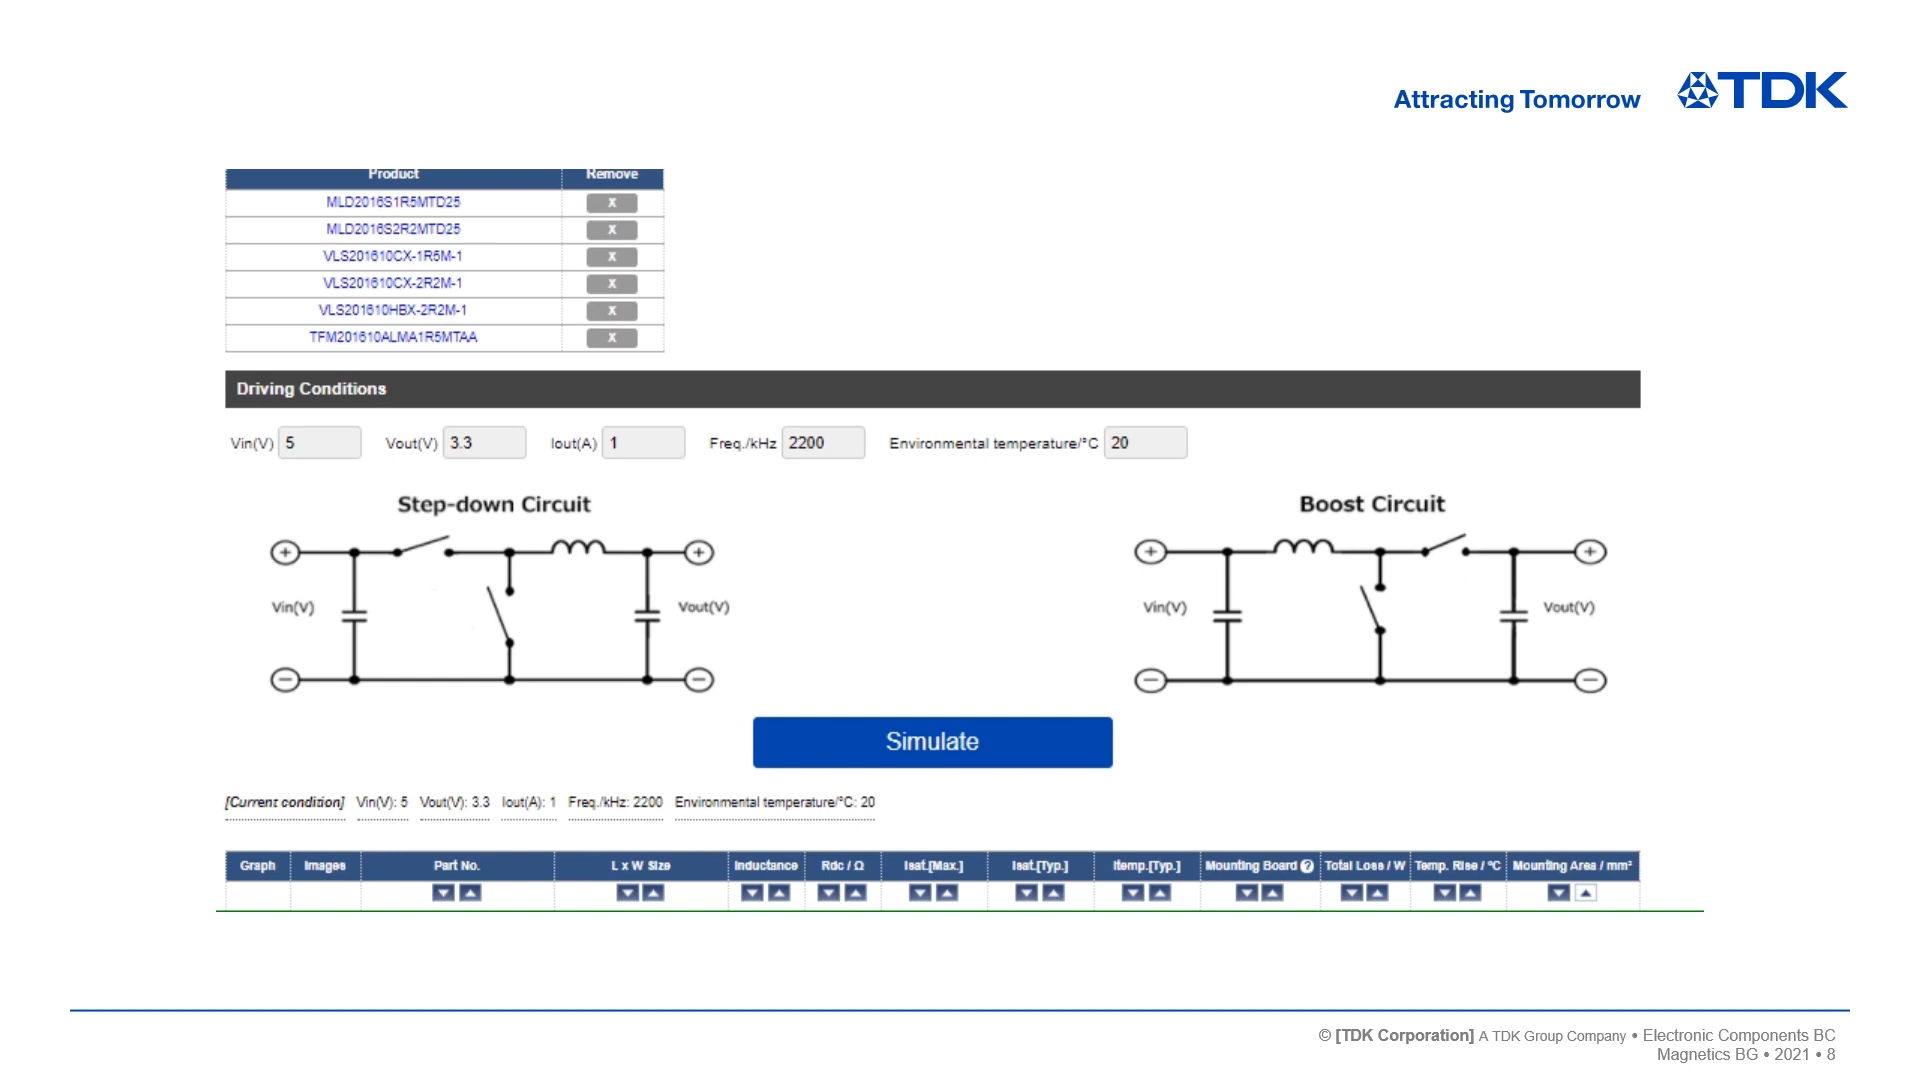 Attracting Tomorrow TDK
Product Remove
MLD2016S1R5MTD25 X
MLD2016S2R2MTD25 X
VLS201610CX-1R5M-1 X
VLS201610CX-2R2M-1 X
VLS201610HBX-2R2M-1 X
TFM201610ALMA1R5MTAA X
Driving Conditions
Vin(V) 5 Vout(V) 3.3 Iout(A) 1 Freq./kHz 2200 Environmental temperature/°C 20
Step-down Circuit Boost Circuit
+ + + +
Vin(V) Vout(V) Vin(V) Vout(V)
− − − −
Simulate
[Current condition] Vin(V): 5 Vout(V): 3.3 Iout(A): 1 Freq./kHz: 2200 Environmental temperature/°C: 20
Graph Images Part No. L x W Size Inductance Rdc / Ω Isat.[Max.] Isat.[Typ.] Itemp.[Typ.] Mounting Board ? Total Loss / W Temp. Rise / °C Mounting Area / mm²
© [TDK Corporation] A TDK Group Company • Electronic Components BC
Magnetics BG • 2021 • 8